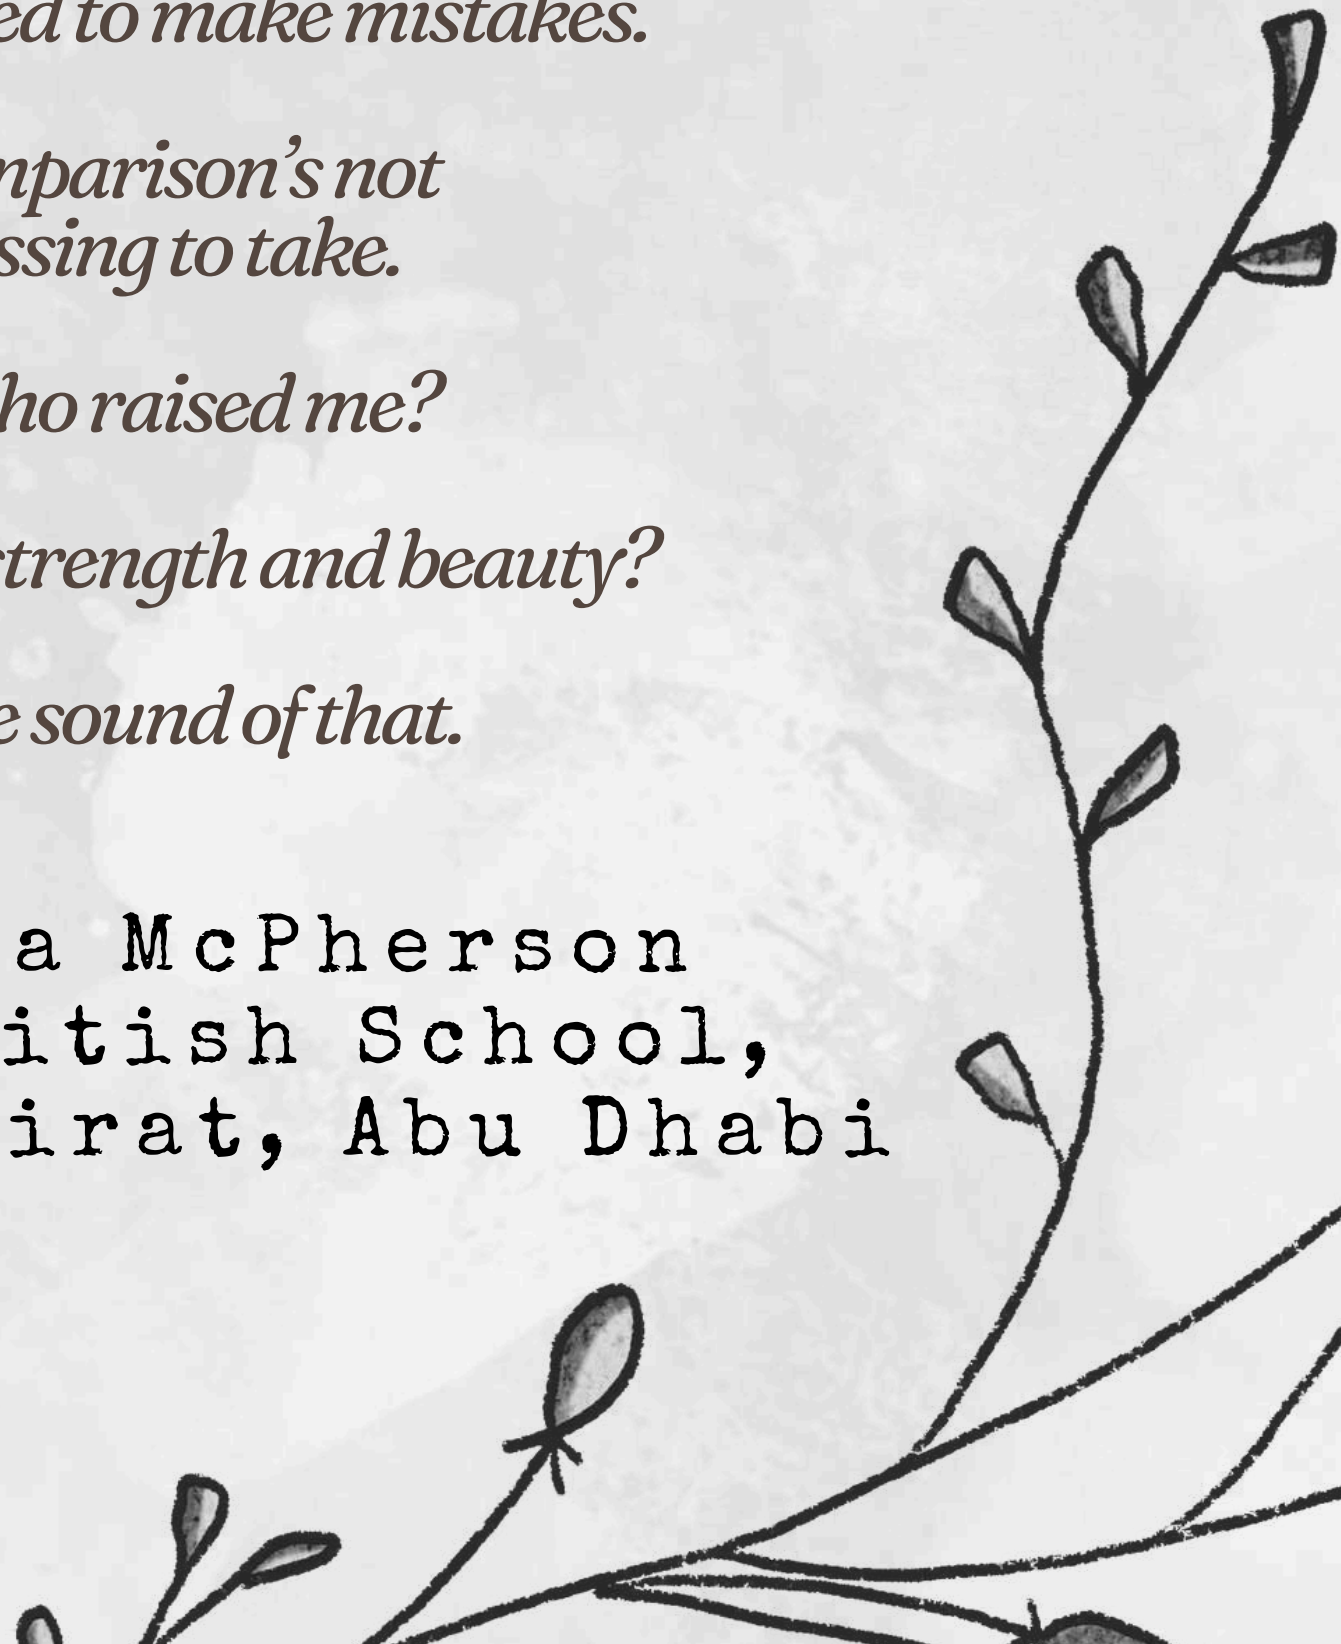 ed to make mistakes.
nparison’s not
ssing to take.
ho raised me?
strength and beauty?
e sound of that.
a McPherson
itish School,
irat, Abu Dhabi